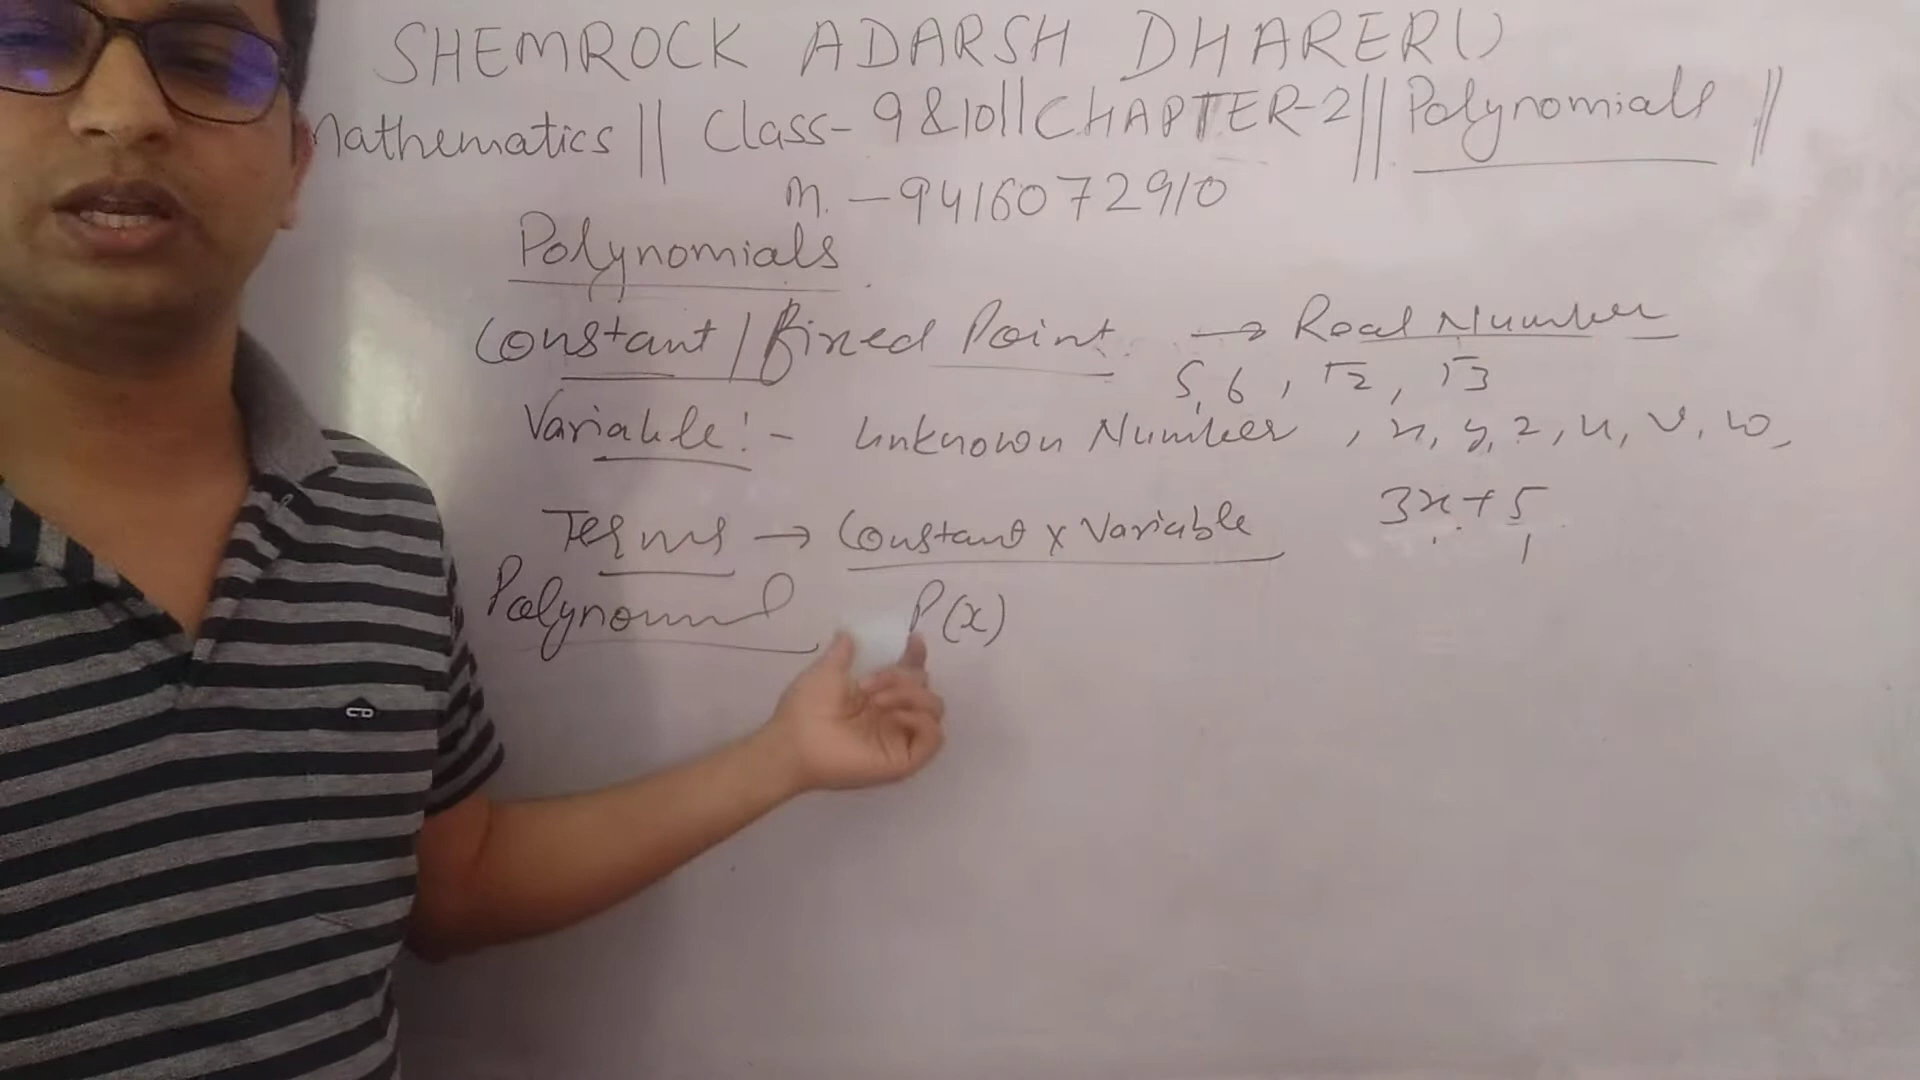 SHEMROCK ADARSH DHARERU
Mathematics || Class- 9 & 10 || CHAPTER-2 || Polynomials ||
M. - 9416072910
Polynomials
Constant / Fixed Point. → Real Number
5, 6, √2, √3
Variable:- Unknown Number, x, y, z, u, v, w,
Terms → Constant x Variable 3x + 5
Polynomial P(x)